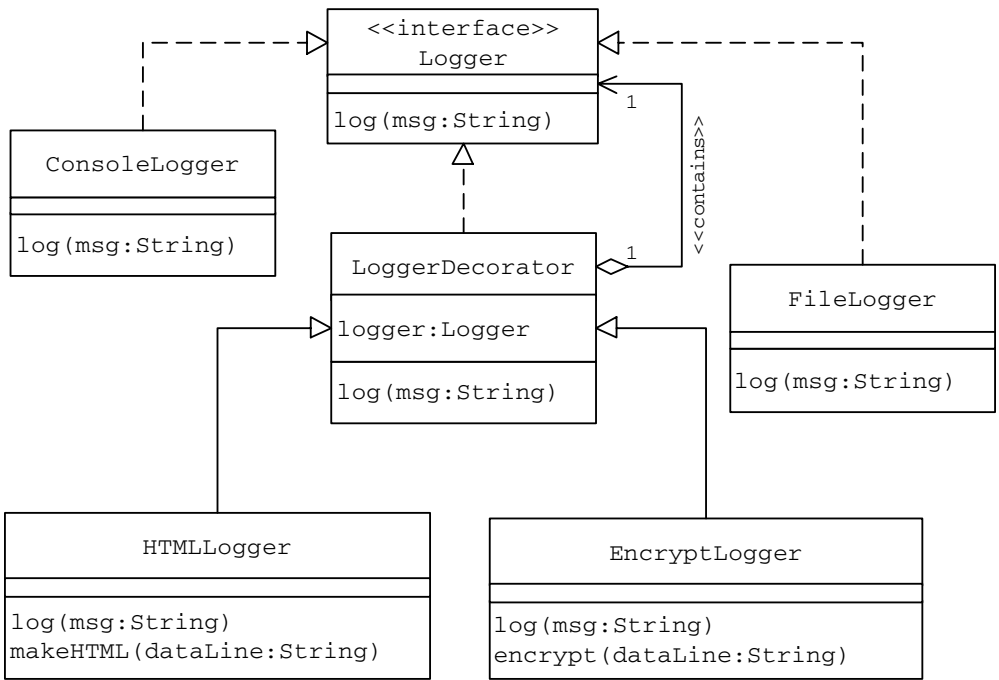 <<interface>>
Logger
log(msg:String)
1
<<contains>>
ConsoleLogger
log(msg:String)
LoggerDecorator
logger:Logger
log(msg:String)
1
FileLogger
log(msg:String)
HTMLLogger
log(msg:String)
makeHTML(dataLine:String)
EncryptLogger
log(msg:String)
encrypt(dataLine:String)